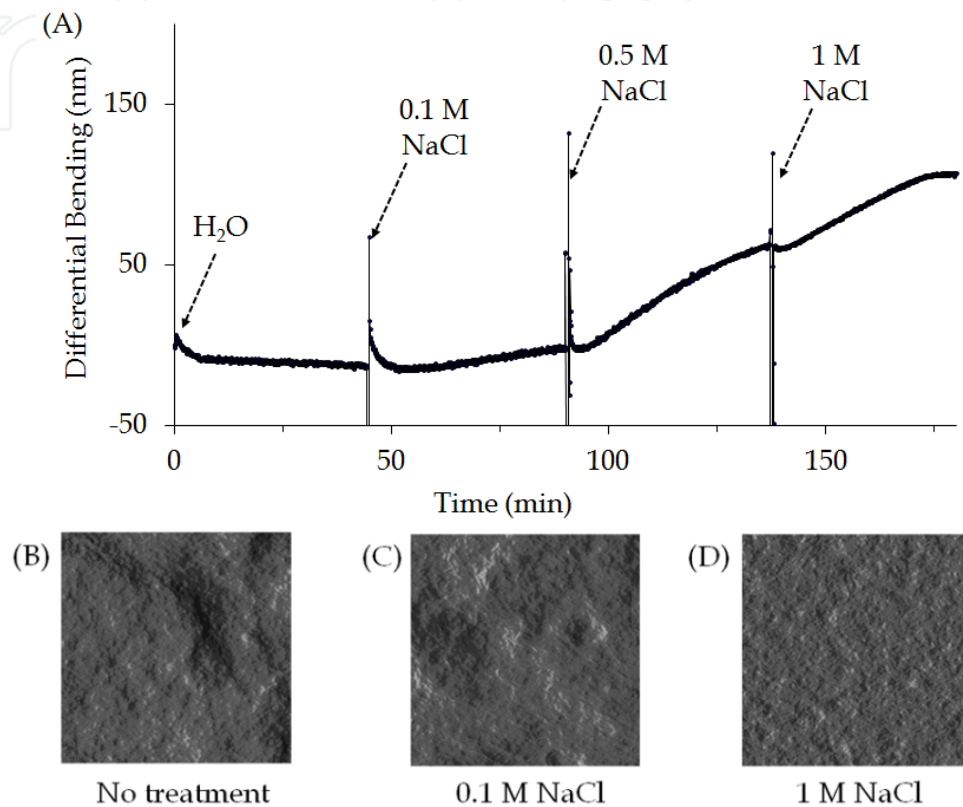 (A)
Differential Bending (nm)
150
50
-50
H₂O
0.1 M
NaCl
0.5 M
NaCl
1 M
NaCl
0
50
100
150
Time (min)
(B)
(C)
(D)
No treatment
0.1 M NaCl
1 M NaCl